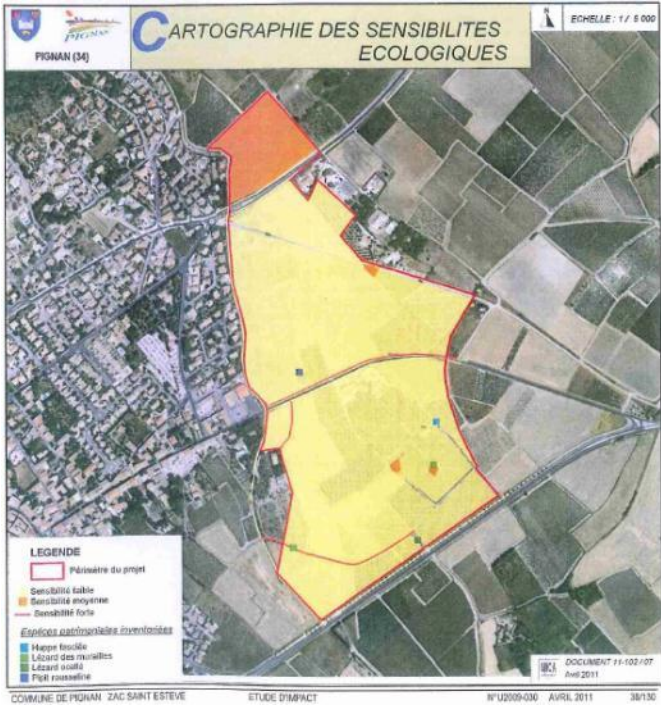 PIGNAN (34)
PIGNAN
CARTOGRAPHIE DES SENSIBILITES
ECOLOGIQUES
N
ECHELLE : 1 / 5 000
LEGENDE
Périmètre du projet
Sensibilité faible
Sensibilité moyenne
Sensibilité forte
Espèces patrimoniales inventoriées
Huppe fasciée
Lézard des murailles
Lézard ocellé
Pipit rousseline
DOCUMENT 11-102 / 07
Avril 2011
COMMUNE DE PIGNAN ZAC SAINT ESTEVE
ETUDE D'IMPACT
N°U2009-030 AVRIL 2011 38/130